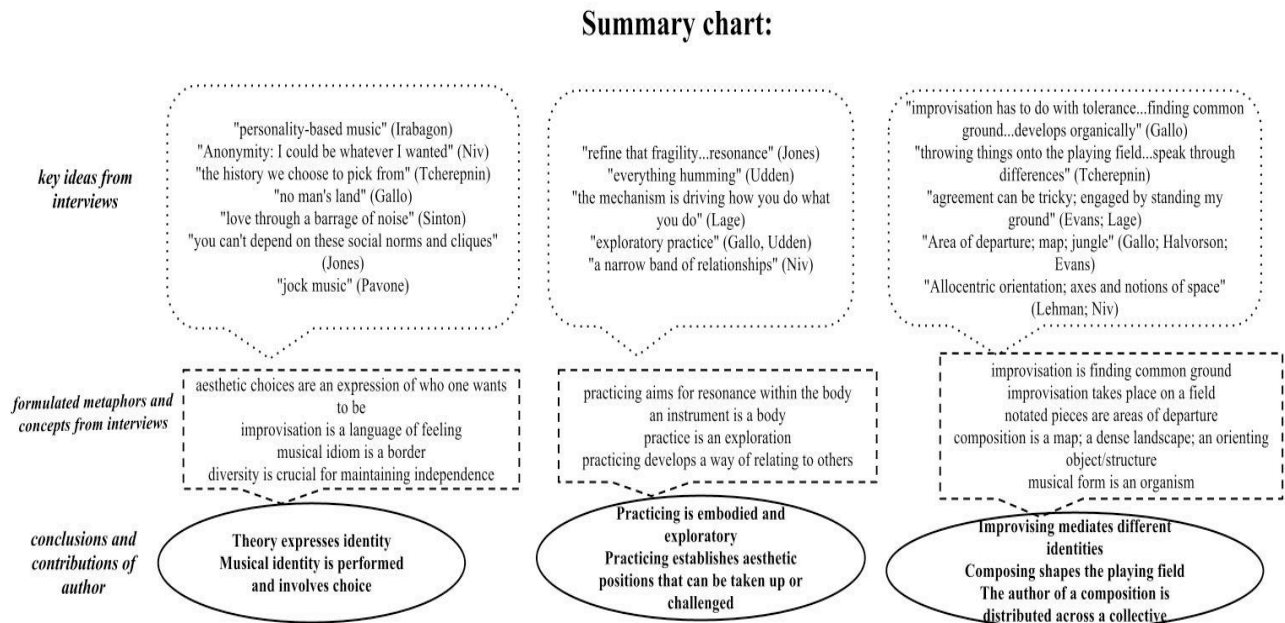 Summary chart:
key ideas from
interviews
"personality-based music" (Irabagon)
"Anonymity: I could be whatever I wanted" (Niv)
"the history we choose to pick from" (Tcherepnin)
"no man's land" (Gallo)
"love through a barrage of noise" (Sinton)
"you can't depend on these social norms and cliques"
(Jones)
"jock music" (Pavone)
"refine that fragility...resonance" (Jones)
"everything humming" (Udden)
"the mechanism is driving how you do what
you do" (Lage)
"exploratory practice" (Gallo, Udden)
"a narrow band of relationships" (Niv)
"improvisation has to do with tolerance...finding common
ground...develops organically" (Gallo)
"throwing things onto the playing field...speak through
differences" (Tcherepnin)
"agreement can be tricky; engaged by standing my
ground" (Evans; Lage)
"Area of departure; map; jungle" (Gallo; Halvorson;
Evans)
"Allocentric orientation; axes and notions of space"
(Lehman; Niv)
formulated metaphors and
concepts from interviews
aesthetic choices are an expression of who one wants
to be
improvisation is a language of feeling
musical idiom is a border
diversity is crucial for maintaining independence
practicing aims for resonance within the body
an instrument is a body
practice is an exploration
practicing develops a way of relating to others
improvisation is finding common ground
improvisation takes place on a field
notated pieces are areas of departure
composition is a map; a dense landscape; an orienting
object/structure
musical form is an organism
conclusions and
contributions of
author
Theory expresses identity
Musical identity is performed
and involves choice
Practicing is embodied and
exploratory
Practicing establishes aesthetic
positions that can be taken up or
challenged
Improvising mediates different
identities
Composing shapes the playing field
The author of a composition is
distributed across a collective